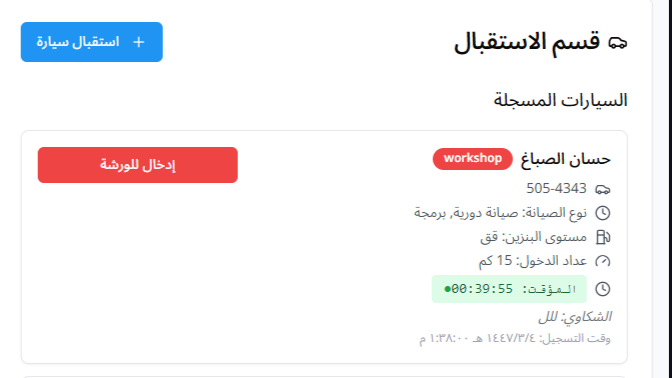 قسم الاستقبال
+ استقبال سيارة
السيارات المسجلة
حسان الصباغ workshop
إدخال للورشة
505-4343
نوع الصيانة: صيانة دورية, برمجة
مستوى البنزين: قق
عداد الدخول: 15 كم
المؤقت: 00:39:55
الشكاوي: لللل
وقت التسجيل: ١٤٤٧/٣/٤ هـ ١:٣٨:٠٠ م